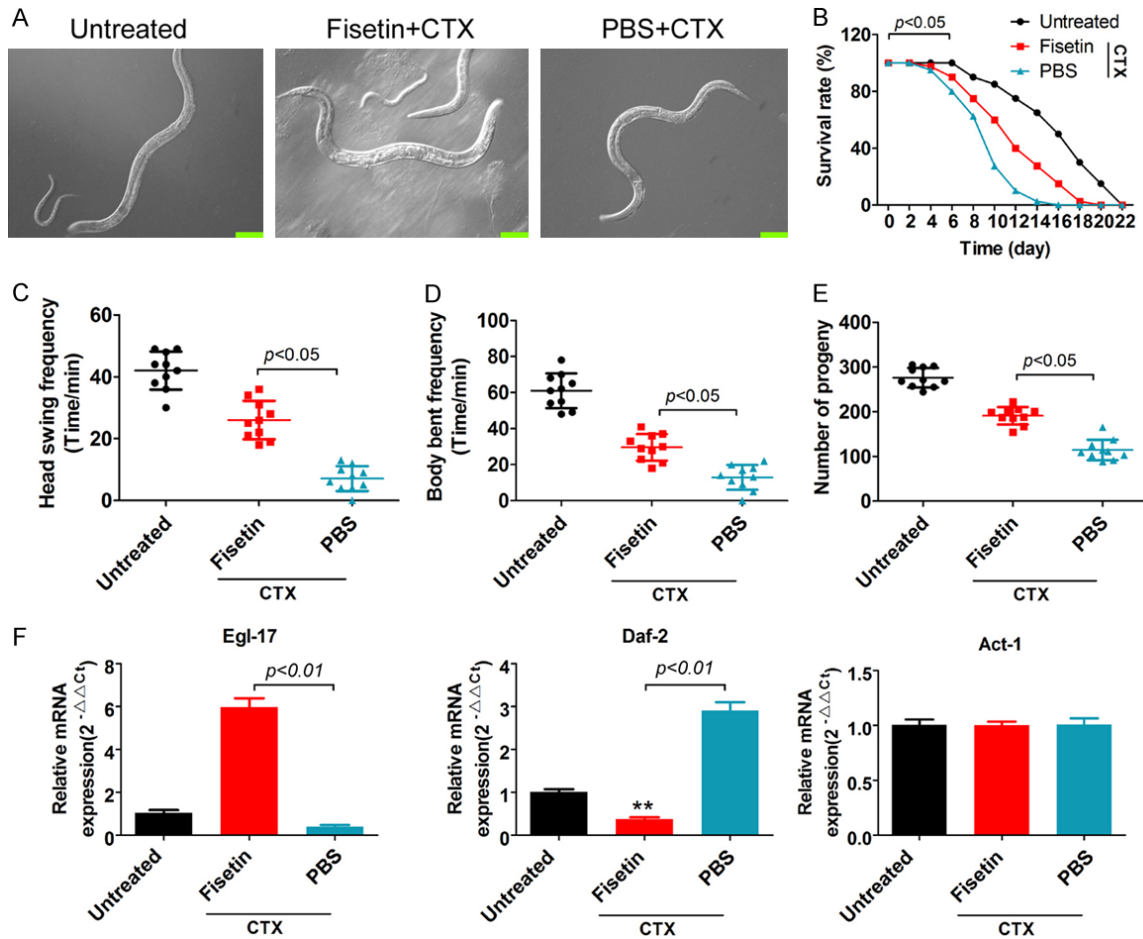 A
Untreated
Fisetin+CTX
PBS+CTX
B
p<0.05
Untreated
Fisetin
PBS
CTX
Survival rate (%)
120
80
40
0
0 2 4 6 8 10 12 14 16 18 20 22
Time (day)
C
Head swing frequency
(Time/min)
60
40
20
0
p<0.05
Untreated
Fisetin
PBS
CTX
D
Body bent frequency
(Time/min)
100
80
60
40
20
0
p<0.05
Untreated
Fisetin
PBS
CTX
E
Number of progeny
400
300
200
100
0
p<0.05
Untreated
Fisetin
PBS
CTX
F
Egl-17
Relative mRNA
expression(2 -△△Ct)
8
6
4
2
0
p<0.01
Untreated
Fisetin
PBS
CTX
Daf-2
Relative mRNA
expression(2 -△△Ct)
4
3
2
1
0
p<0.01
**
Untreated
Fisetin
PBS
CTX
Act-1
Relative mRNA
expression(2 -△△Ct)
1.5
1.0
0.5
0.0
Untreated
Fisetin
PBS
CTX